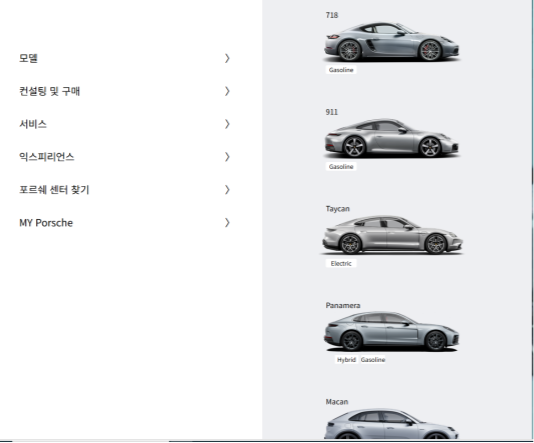 모델
컨설팅 및 구매
서비스
익스피리언스
포르쉐 센터 찾기
MY Porsche
718
Gasoline
911
Gasoline
Taycan
Electric
Panamera
Hybrid Gasoline
Macan